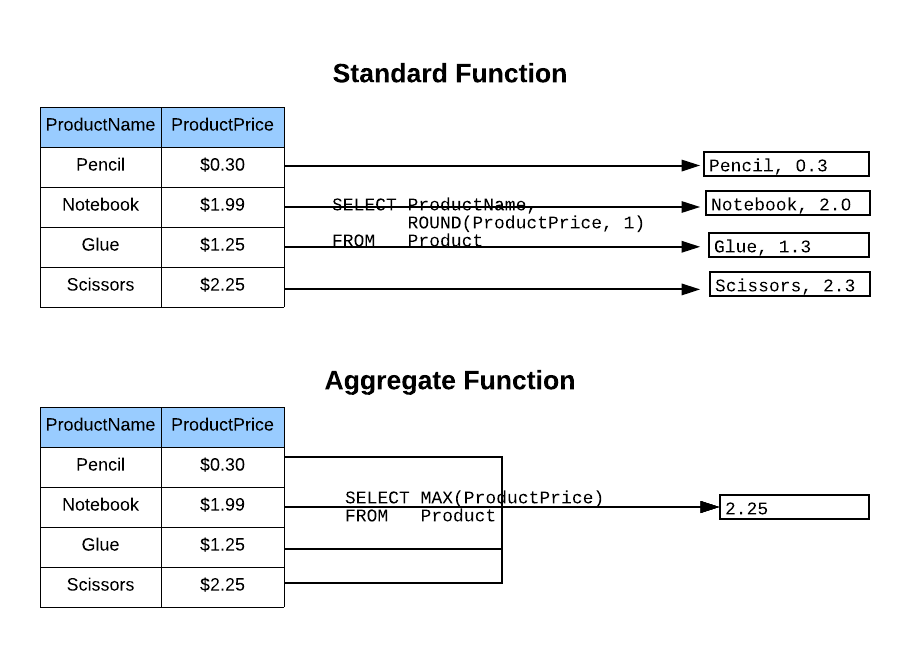 Standard Function
ProductName ProductPrice
Pencil $0.30
Notebook $1.99
Glue $1.25
Scissors $2.25
SELECT ProductName,
ROUND(ProductPrice, 1)
FROM Product
Pencil, 0.3
Notebook, 2.0
Glue, 1.3
Scissors, 2.3
Aggregate Function
ProductName ProductPrice
Pencil $0.30
Notebook $1.99
Glue $1.25
Scissors $2.25
SELECT MAX(ProductPrice)
FROM Product
2.25